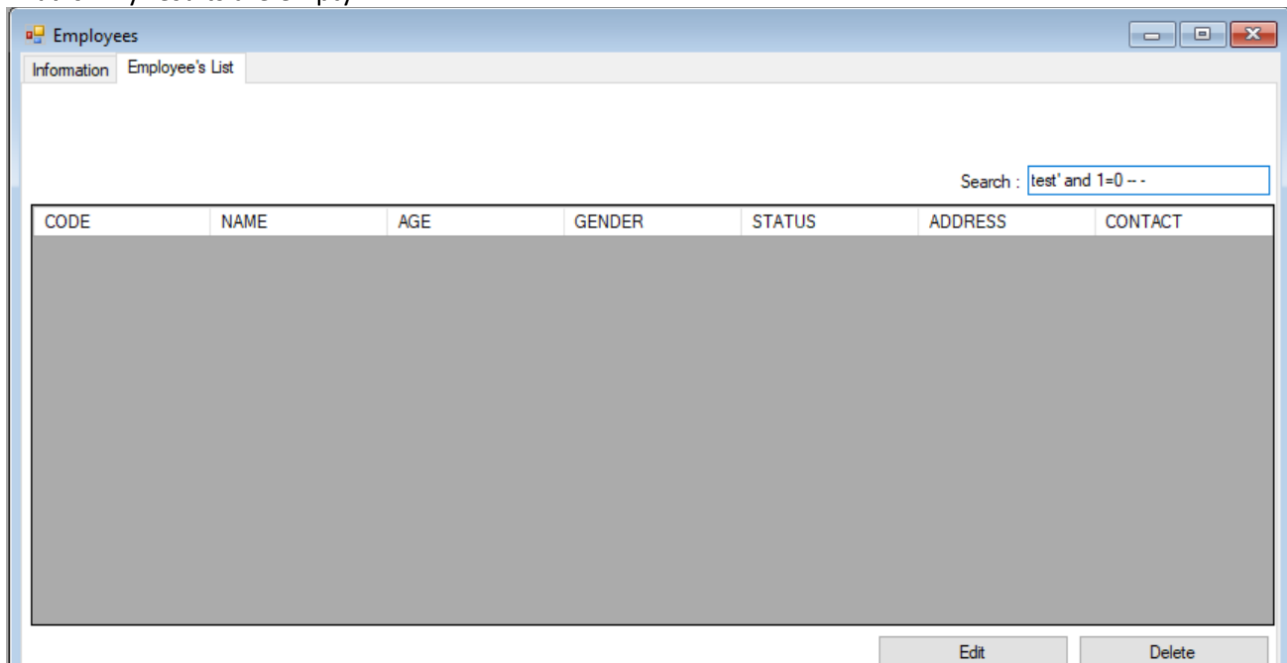 Employees
Information Employee's List
Search : test' and 1=0 -- -
CODE NAME AGE GENDER STATUS ADDRESS CONTACT
Edit Delete